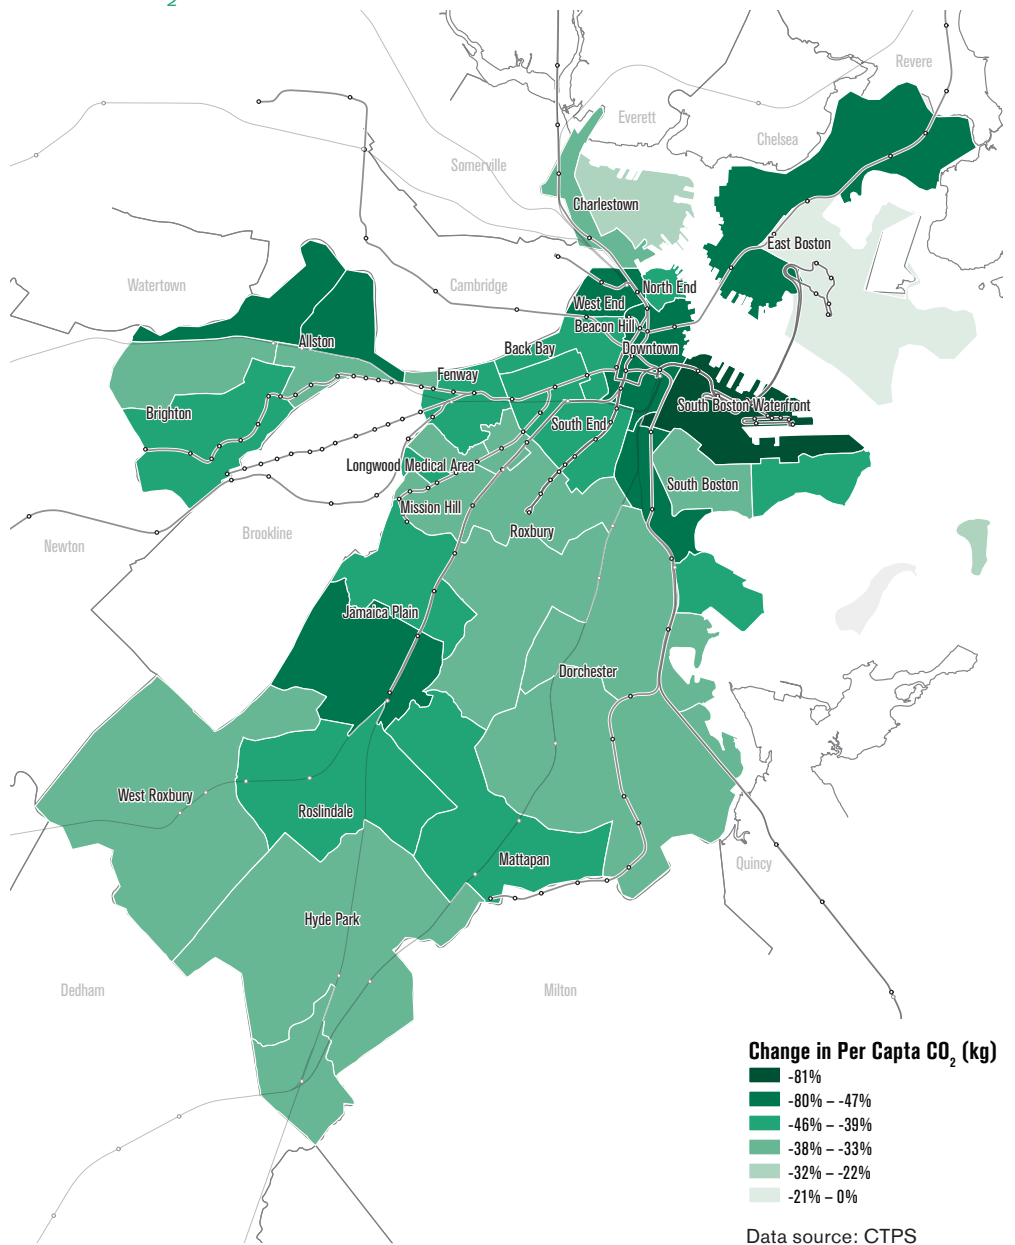 2
Revere
Everett
Chelsea
Somerville
Charlestown
East Boston
Watertown
Cambridge
North End
West End
Beacon Hill
Allston
Back Bay
Downtown
Fenway
Brighton
South Boston Waterfront
South End
Longwood Medical Area
South Boston
Mission Hill
Roxbury
Brookline
Newton
Jamaica Plain
Dorchester
West Roxbury
Roslindale
Mattapan
Quincy
Hyde Park
Dedham
Milton
Change in Per Capta CO2 (kg)
-81%
-80% – -47%
-46% – -39%
-38% – -33%
-32% – -22%
-21% – 0%
Data source: CTPS